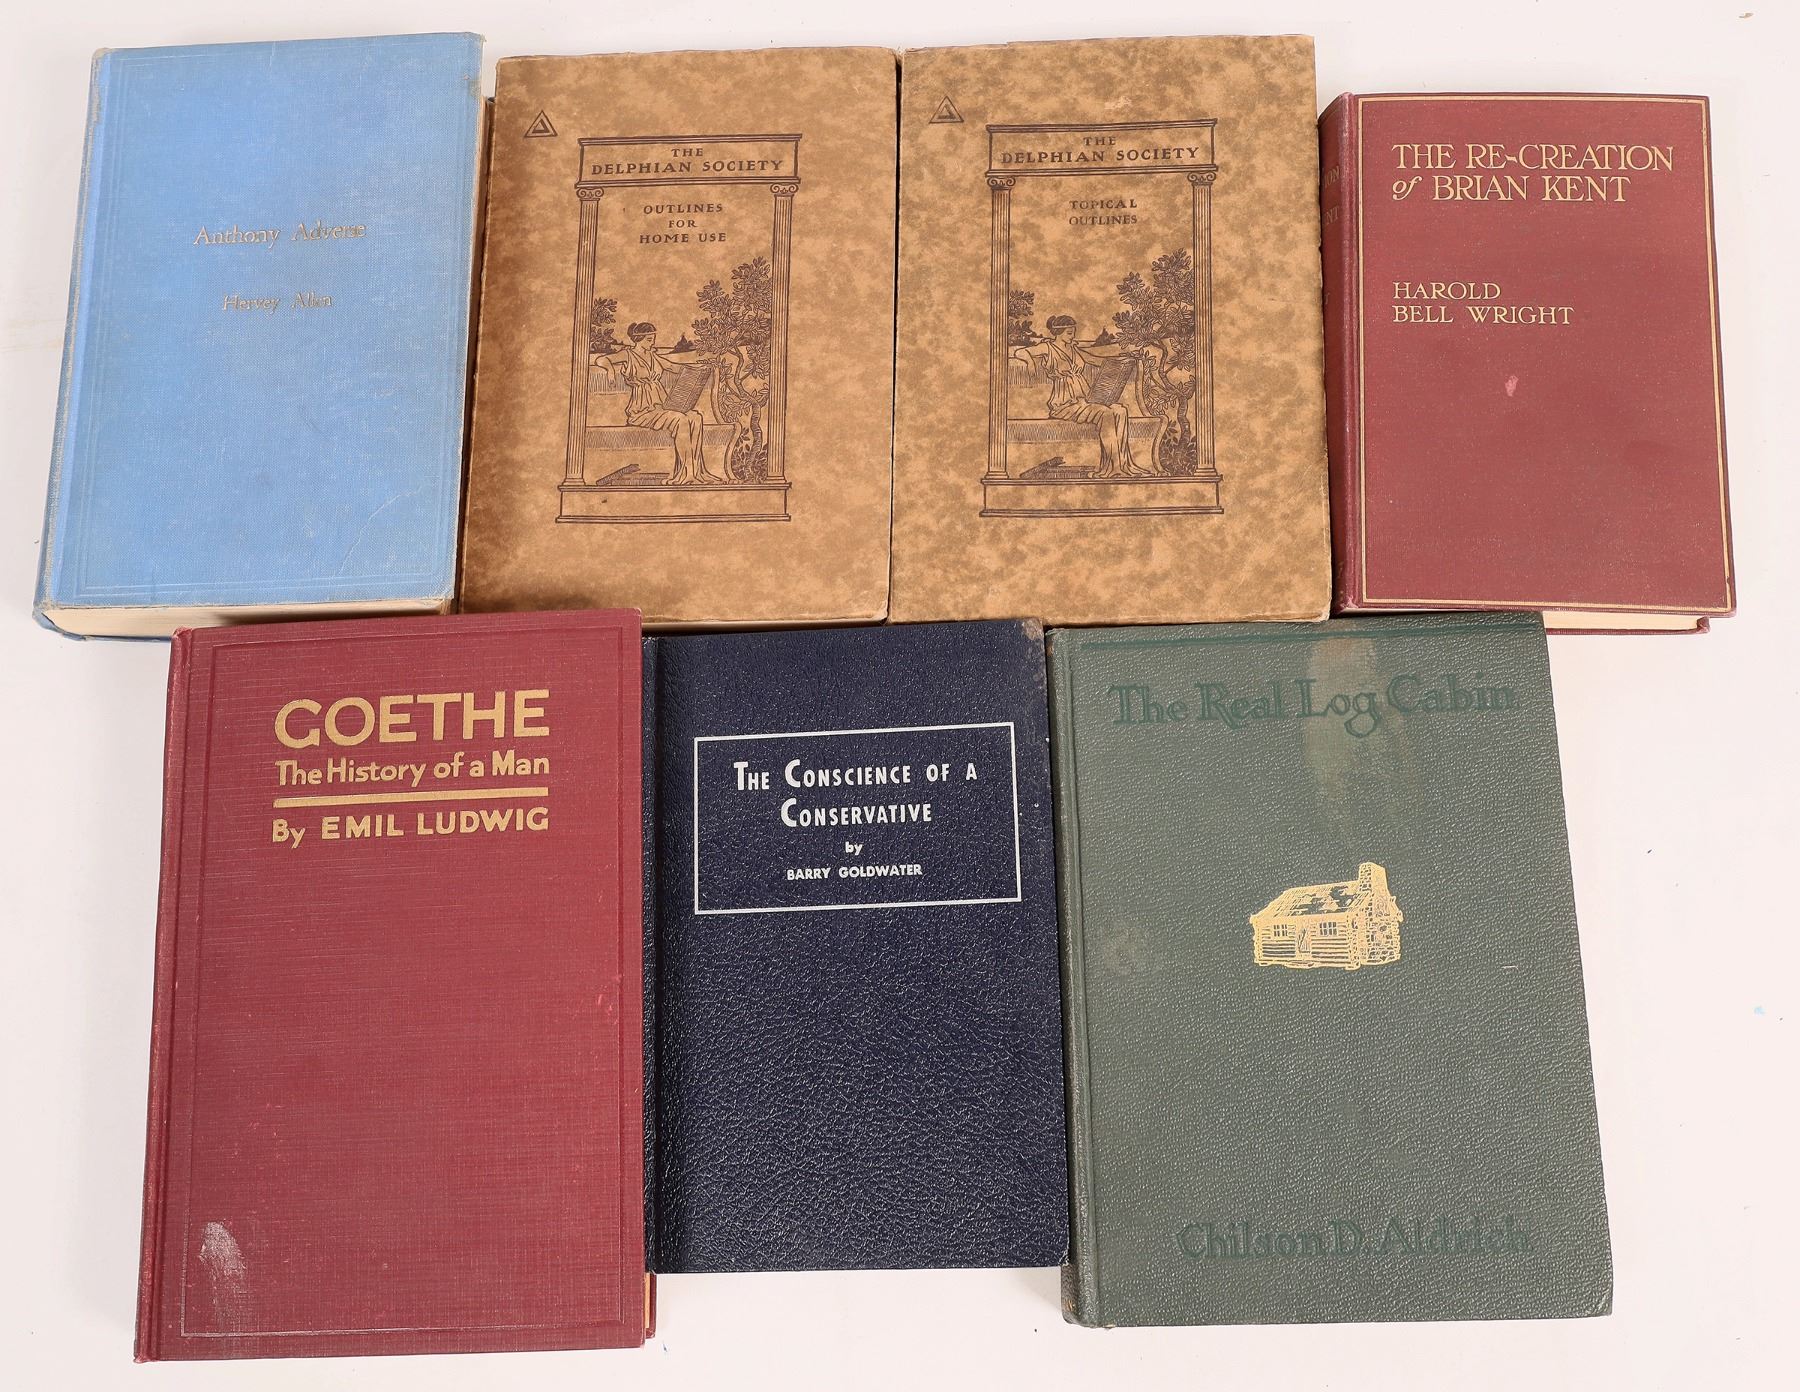 Anthony Adverse
Hervey Allen
THE
DELPHIAN SOCIETY
OUTLINES
FOR
HOME USE
THE
DELPHIAN SOCIETY
TOPICAL
OUTLINES
THE RE-CREATION
of BRIAN KENT
HAROLD
BELL WRIGHT
GOETHE
The History of a Man
By EMIL LUDWIG
THE CONSCIENCE OF A
CONSERVATIVE
by
BARRY GOLDWATER
The Real Log Cabin
Chilson D. Aldrich